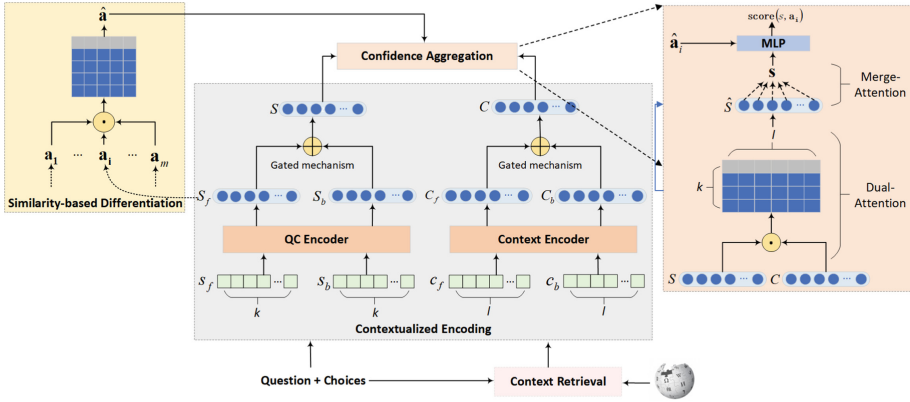 â
a₁ ··· aᵢ ··· aₘ
Similarity-based Differentiation
Confidence Aggregation
S ···
C ···
Gated mechanism
Gated mechanism
S_f ···
S_b ···
C_f ···
C_b ···
QC Encoder
Context Encoder
s_f ···
s_b ···
c_f ···
c_b ···
k
k
l
l
Contextualized Encoding
Question + Choices
Context Retrieval
score(s, aᵢ)
âᵢ
MLP
s
Merge-
Attention
Ŝ ···
l
k
Dual-
Attention
S ···
C ···